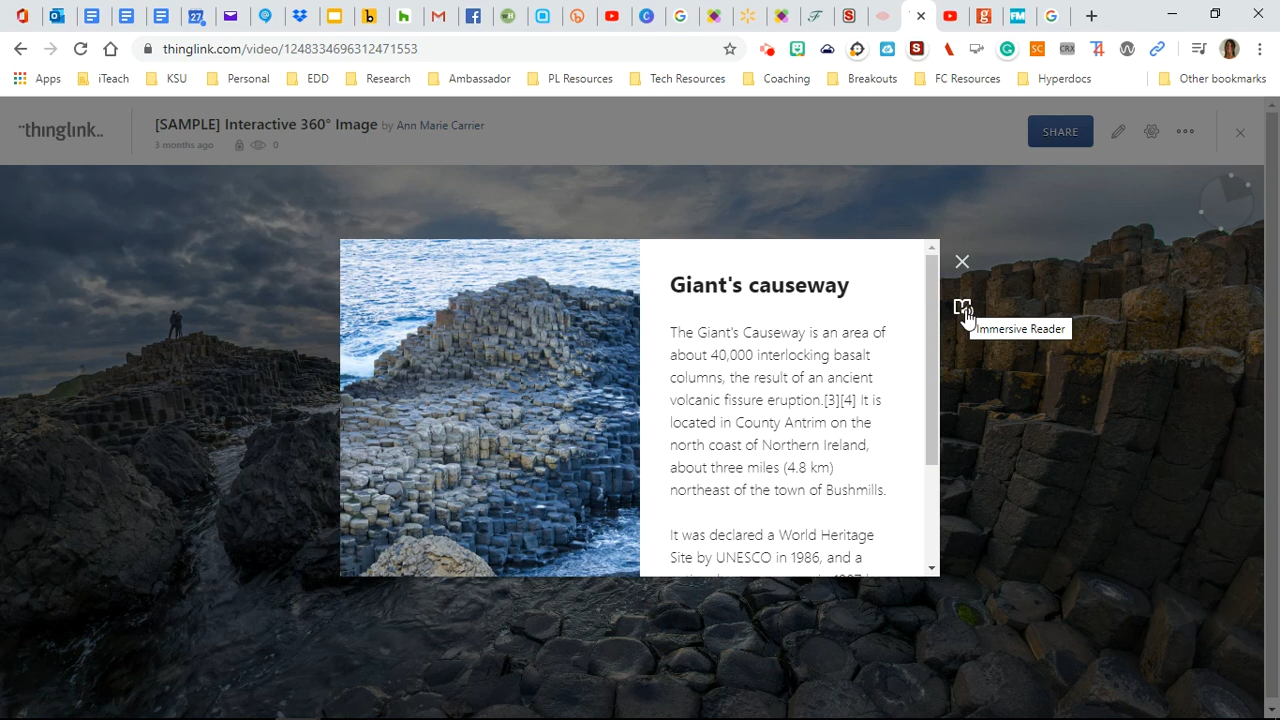 27
thinglink.com/video/1248334696312471553
SC
CRX
Apps iTeach KSU Personal EDD Research Ambassador PL Resources Tech Resources Coaching Breakouts FC Resources Hyperdocs Other bookmarks
thinglink..
[SAMPLE] Interactive 360° Image by Ann Marie Carrier
3 months ago 0
SHARE
Giant's causeway
Immersive Reader
The Giant's Causeway is an area of
about 40,000 interlocking basalt
columns, the result of an ancient
volcanic fissure eruption.[3][4] It is
located in County Antrim on the
north coast of Northern Ireland,
about three miles (4.8 km)
northeast of the town of Bushmills.
It was declared a World Heritage
Site by UNESCO in 1986, and a